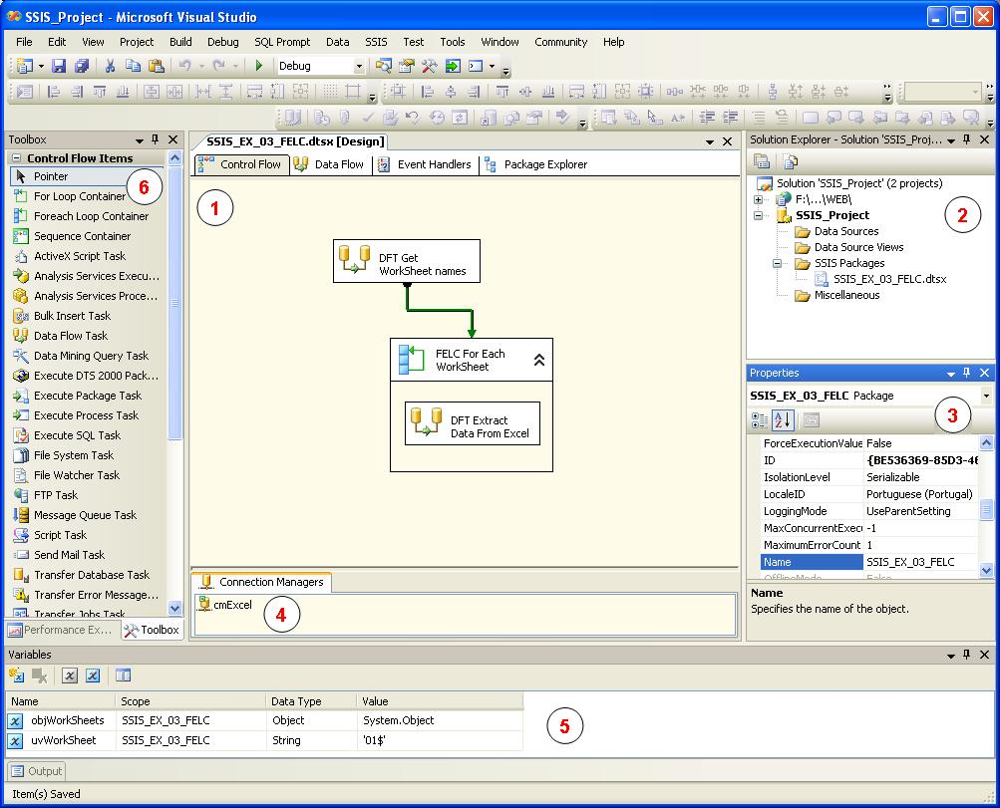 SSIS_Project - Microsoft Visual Studio
File Edit View Project Build Debug SQL Prompt Data SSIS Test Tools Window Community Help
Debug
Toolbox
Control Flow Items
Pointer
For Loop Container
Foreach Loop Container
Sequence Container
ActiveX Script Task
Analysis Services Execu...
Analysis Services Proce...
Bulk Insert Task
Data Flow Task
Data Mining Query Task
Execute DTS 2000 Pack...
Execute Package Task
Execute Process Task
Execute SQL Task
File System Task
File Watcher Task
FTP Task
Message Queue Task
Script Task
Send Mail Task
Transfer Database Task
Transfer Error Message...
Transfer Jobs Task
Performance Ex... Toolbox
6
SSIS_EX_03_FELC.dtsx [Design]
Control Flow Data Flow Event Handlers Package Explorer
1
DFT Get
WorkSheet names
FELC For Each
WorkSheet
DFT Extract
Data From Excel
Connection Managers
cmExcel
4
Solution Explorer - Solution 'SSIS_Proj...
Solution 'SSIS_Project' (2 projects)
F:\...\WEB\
SSIS_Project
Data Sources
Data Source Views
SSIS Packages
SSIS_EX_03_FELC.dtsx
Miscellaneous
2
Properties
SSIS_EX_03_FELC Package
3
ForceExecutionValue False
ID {BE536369-85D3-46
IsolationLevel Serializable
LocaleID Portuguese (Portugal)
LoggingMode UseParentSetting
MaxConcurrentExecu -1
MaximumErrorCount 1
Name SSIS_EX_03_FELC
OfflineMode False
Name
Specifies the name of the object.
Variables
Name Scope Data Type Value
objWorkSheets SSIS_EX_03_FELC Object System.Object
uvWorkSheet SSIS_EX_03_FELC String '01$'
5
Output
Item(s) Saved